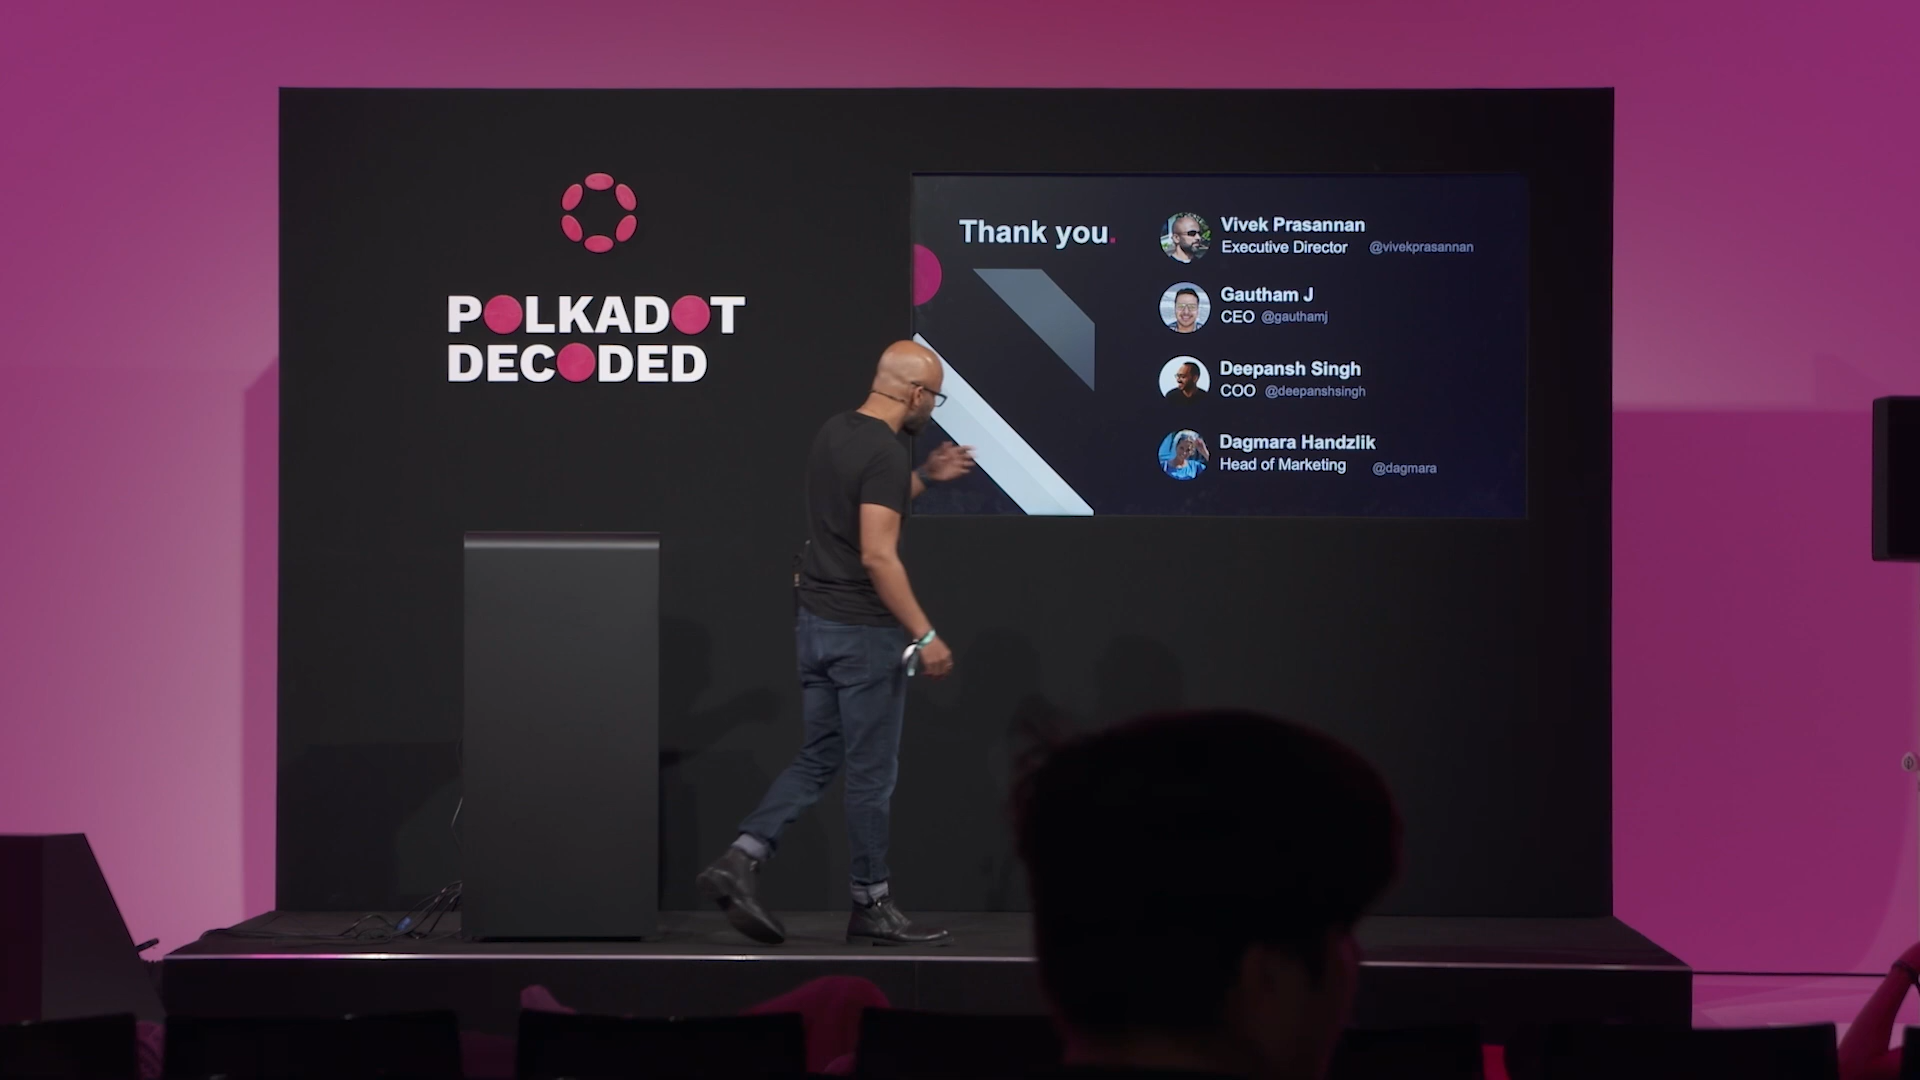 POLKADOT
DECODED
Thank you.
Vivek Prasannan
Executive Director @vivekprasannan
Gautham J
CEO @gauthamj
Deepansh Singh
COO @deepanshsingh
Dagmara Handzlik
Head of Marketing @dagmara